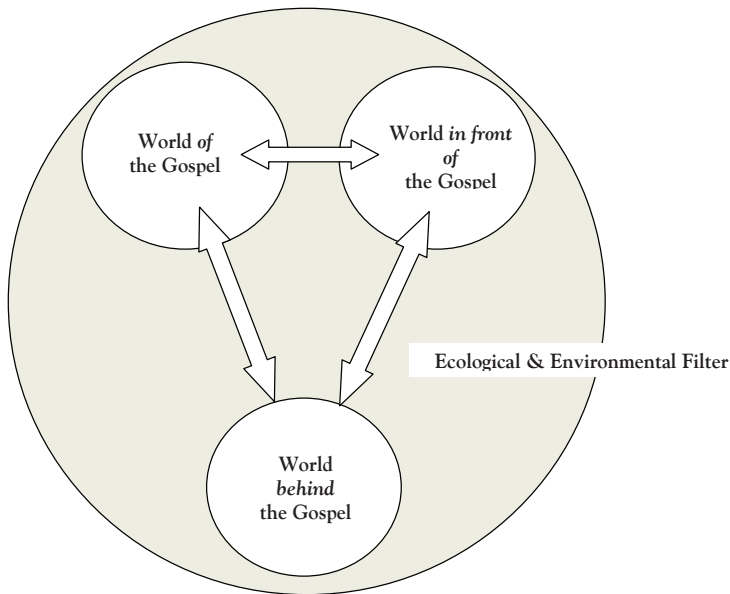 World of
the Gospel
World in front
of
the Gospel
Ecological & Environmental Filter
World
behind
the Gospel